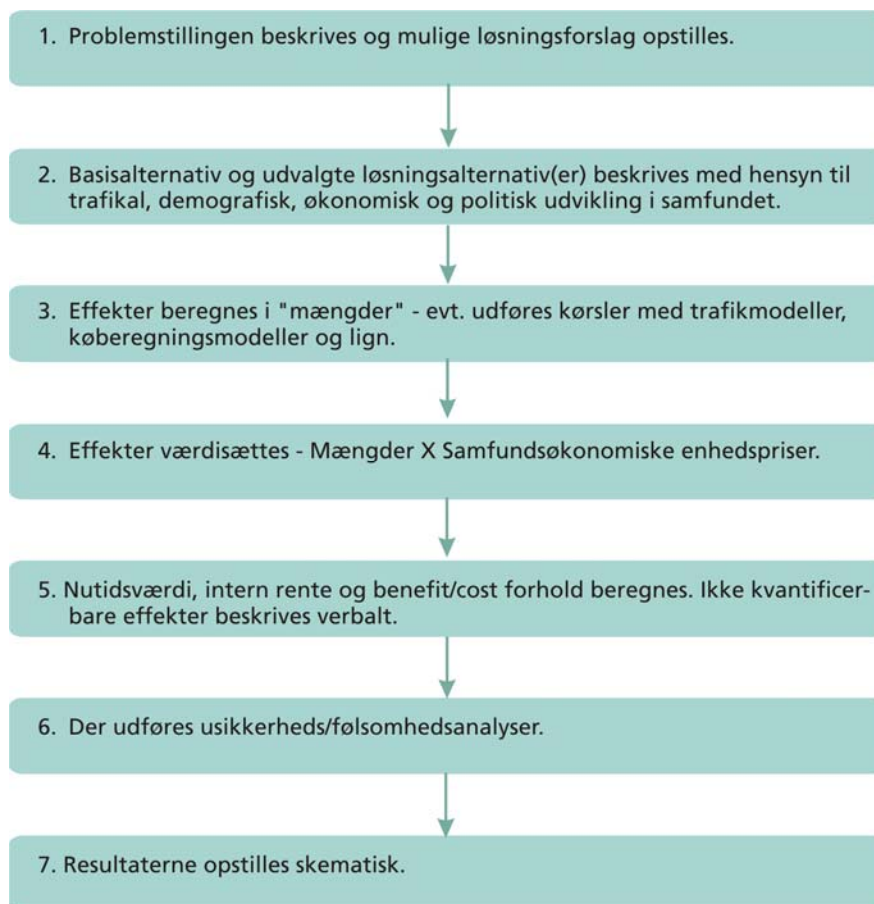 1. Problemstillingen beskrives og mulige løsningsforslag opstilles.
2. Basisalternativ og udvalgte løsningsalternativ(er) beskrives med hensyn til
trafikal, demografisk, økonomisk og politisk udvikling i samfundet.
3. Effekter beregnes i "mængder" - evt. udføres kørsler med trafikmodeller,
køberegningsmodeller og lign.
4. Effekter værdisættes - Mængder X Samfundsøkonomiske enhedspriser.
5. Nutidsværdi, intern rente og benefit/cost forhold beregnes. Ikke kvantificer-
bare effekter beskrives verbalt.
6. Der udføres usikkerheds/følsomhedsanalyser.
7. Resultaterne opstilles skematisk.